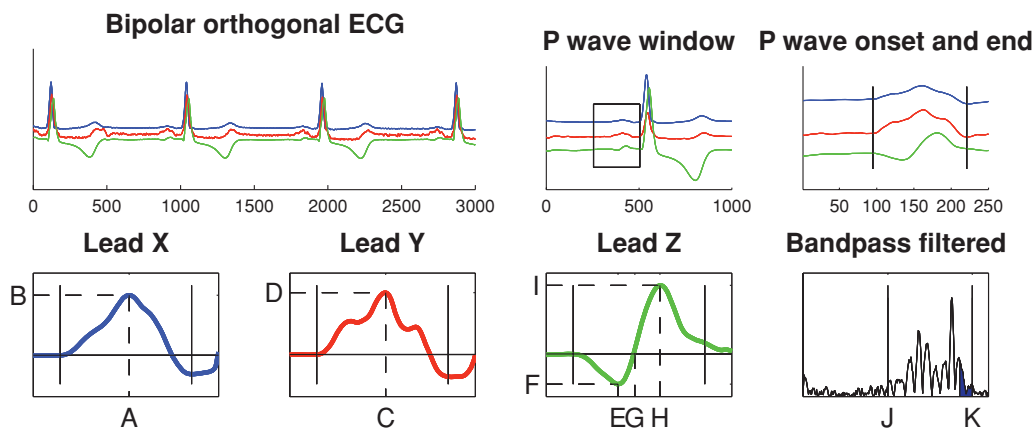 Bipolar orthogonal ECG
P wave window
P wave onset and end
0 500 1000 1500 2000 2500 3000
0 500 1000
50 100 150 200 250
Lead X
Lead Y
Lead Z
Bandpass filtered
B
D
I
F
A
C
E G H
J K